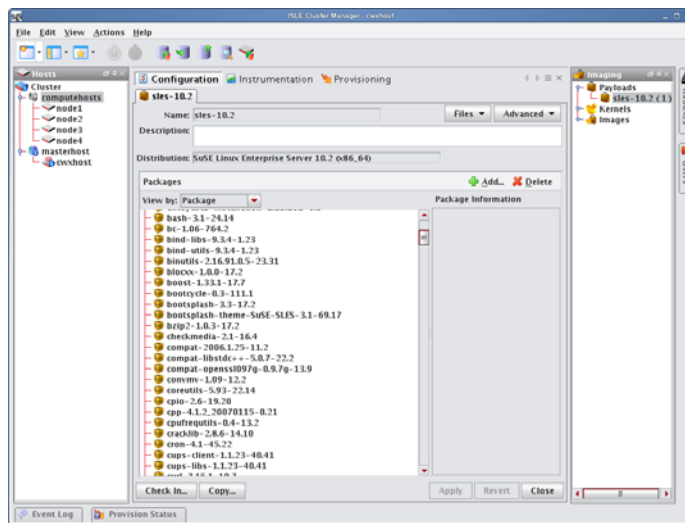 ISLE Cluster Manager - cwxhost
File Edit View Actions Help
Hosts
Cluster
computehosts
node1
node2
node3
node4
masterhost
cwxhost
Configuration Instrumentation Provisioning
sles-10.2
Name: sles-10.2 Files Advanced
Description:
Distribution: SuSE Linux Enterprise Server 10.2 (x86_64)
Packages Add... Delete
View by: Package Package Information
bash-3.1-24.14
bc-1.06-764.2
bind-libs-9.3.4-1.23
bind-utils-9.3.4-1.23
binutils-2.16.91.0.5-23.31
blocxx-1.0.0-17.2
boost-1.33.1-17.7
bootcycle-0.3-111.1
bootsplash-3.3-17.2
bootsplash-theme-SuSE-SLES-3.1-69.17
bzip2-1.0.3-17.2
checkmedia-2.1-16.4
compat-2006.1.25-11.2
compat-libstdc++-5.0.7-22.2
compat-openssl097g-0.9.7g-13.9
convmv-1.09-12.2
coreutils-5.93-22.14
cpio-2.6-19.20
cpp-4.1.2_20070115-0.21
cpufrequtils-0.4-13.2
cracklib-2.8.6-14.10
cron-4.1-45.22
cups-client-1.1.23-40.41
cups-libs-1.1.23-40.41
Check In... Copy... Apply Revert Close
Imaging
Payloads
sles-10.2 (1)
Kernels
Images
Event Log Provision Status